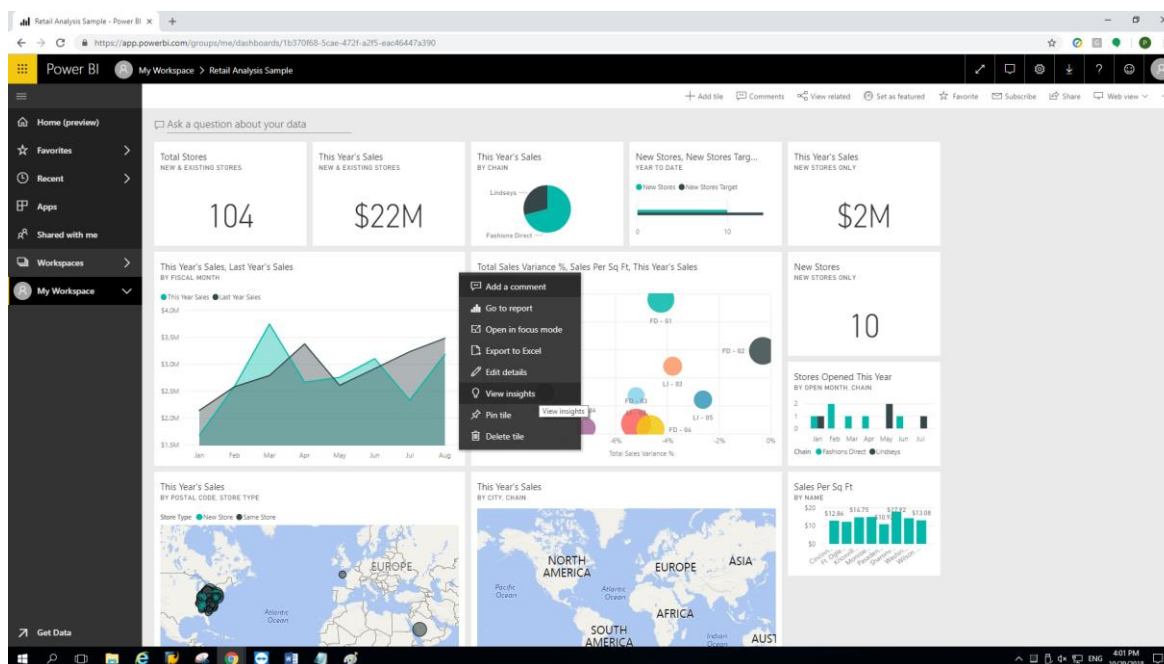 Retail Analysis Sample - Power BI
https://app.powerbi.com/groups/me/dashboards/1b370f68-5cae-472f-a2f5-eac46447a390
Power BI My Workspace > Retail Analysis Sample
Add tile Comments View related Set as featured Favorite Subscribe Share Web view
Home (preview)
Favorites
Recent
Apps
Shared with me
Workspaces
My Workspace
Get Data
Ask a question about your data
Total Stores
NEW & EXISTING STORES
104
This Year's Sales
NEW & EXISTING STORES
$22M
This Year's Sales
BY CHAIN
Lindseys
Fashions Direct
New Stores, New Stores Targ...
YEAR TO DATE
New Stores New Stores Target
0 10
This Year's Sales
NEW STORES ONLY
$2M
This Year's Sales, Last Year's Sales
BY FISCAL MONTH
This Year Sales Last Year Sales
$4.0M
$3.5M
$3.0M
$2.5M
$2.0M
$1.5M
Jan Feb Mar Apr May Jun Jul Aug
Add a comment
Go to report
Open in focus mode
Export to Excel
Edit details
View insights
Pin tile
Delete tile
View insights
Total Sales Variance %, Sales Per Sq Ft, This Year's Sales
FD - 01
FD - 02
LI - 03
FD - 03
LI - 05
FD - 04
-6% -4% -2% 0%
Total Sales Variance %
New Stores
NEW STORES ONLY
10
Stores Opened This Year
BY OPEN MONTH, CHAIN
2
1
0
Jan Feb Mar Apr May Jun Jul
Chain Fashions Direct Lindseys
This Year's Sales
BY POSTAL CODE, STORE TYPE
Store Type New Store Same Store
EUROPE
Atlantic
Ocean
This Year's Sales
BY CITY, CHAIN
NORTH
AMERICA
EUROPE
ASIA
Pacific
Ocean
Atlantic
Ocean
AFRICA
SOUTH
AMERICA
Indian
Ocean
AUST
Sales Per Sq Ft
BY NAME
$20
$10
$0
$12.86 $14.75 $17.92 $13.08
ENG
4:01 PM